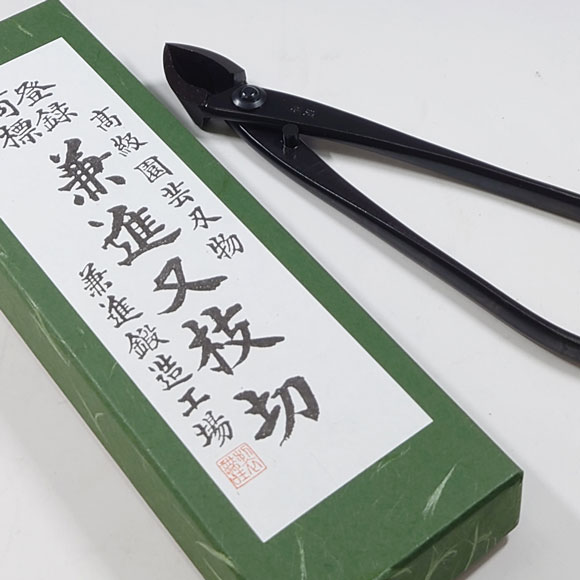 登録
商標
高級園芸刃物
兼進又枝切
兼進鍛造工場